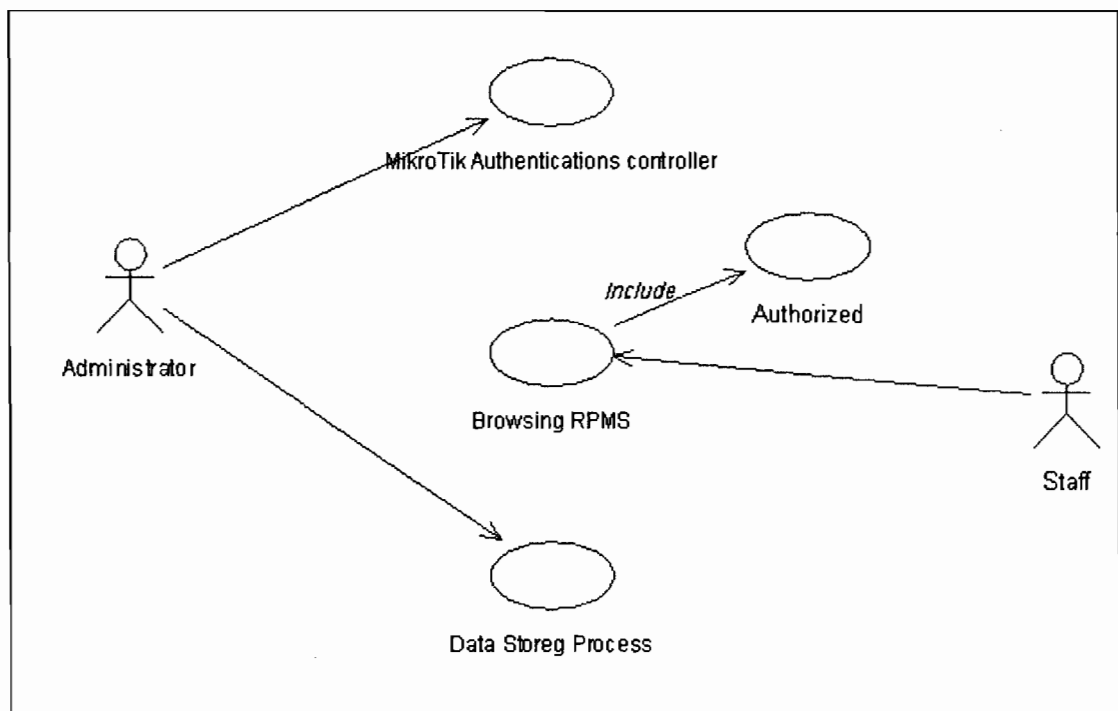 MikroTik Authentications controller
Include
Authorized
Administrator
Browsing RPMS
Staff
Data Storeg Process